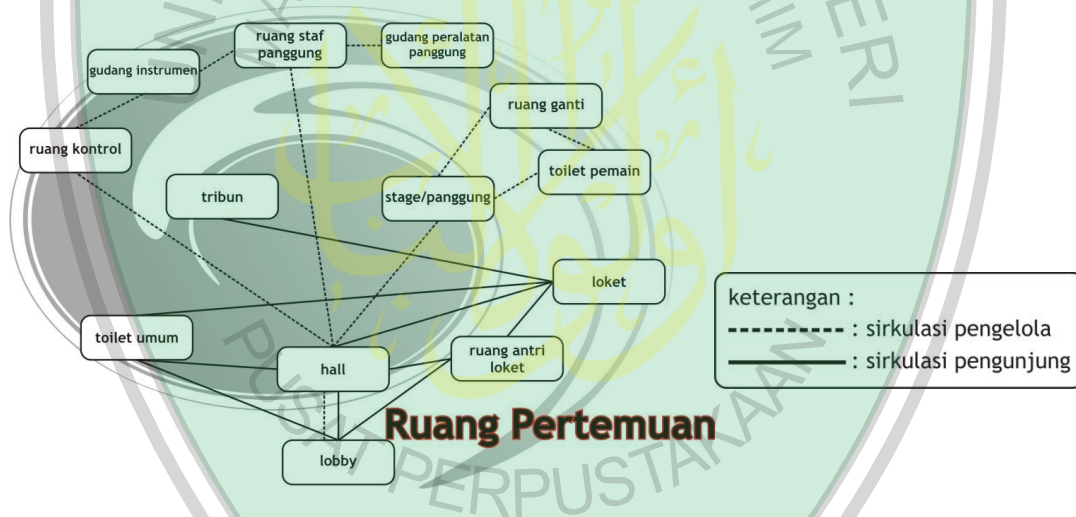 ruang staf
panggung
gudang peralatan
panggung
gudang instrumen
ruang ganti
ruang kontrol
toilet pemain
tribun
stage/panggung
loket
keterangan :
: sirkulasi pengelola
: sirkulasi pengunjung
toilet umum
hall
ruang antri
loket
Ruang Pertemuan
lobby
PUSAT PERPUSTAKAAN